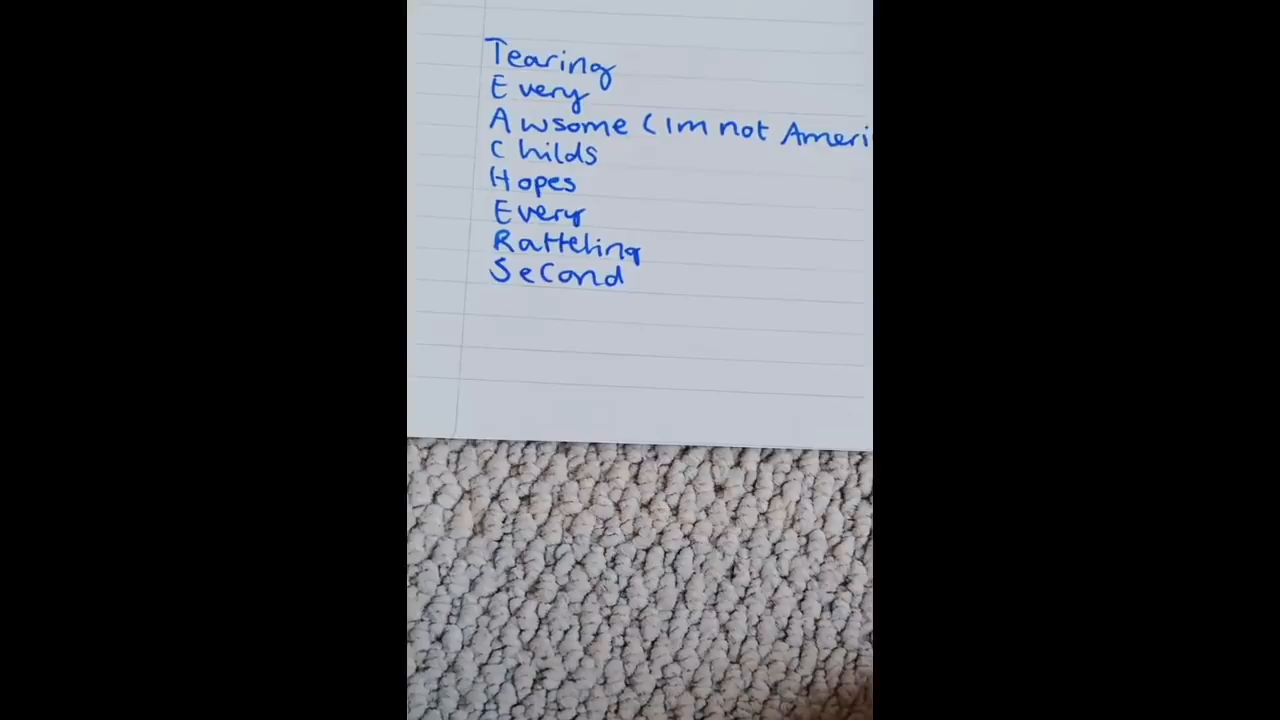 Tearing
Every
Awsome (Im not Ameri
Childs
Hopes
Every
Ratteling
Second